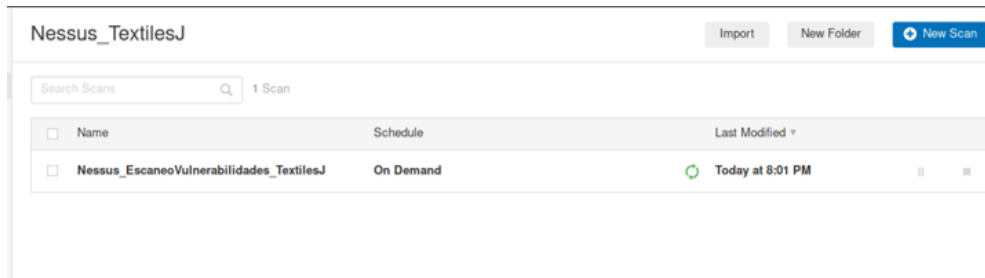 Nessus_TextilesJ
Import New Folder New Scan
Search Scans 1 Scan
Name Schedule Last Modified
Nessus_EscaneoVulnerabilidades_TextilesJ On Demand Today at 8:01 PM